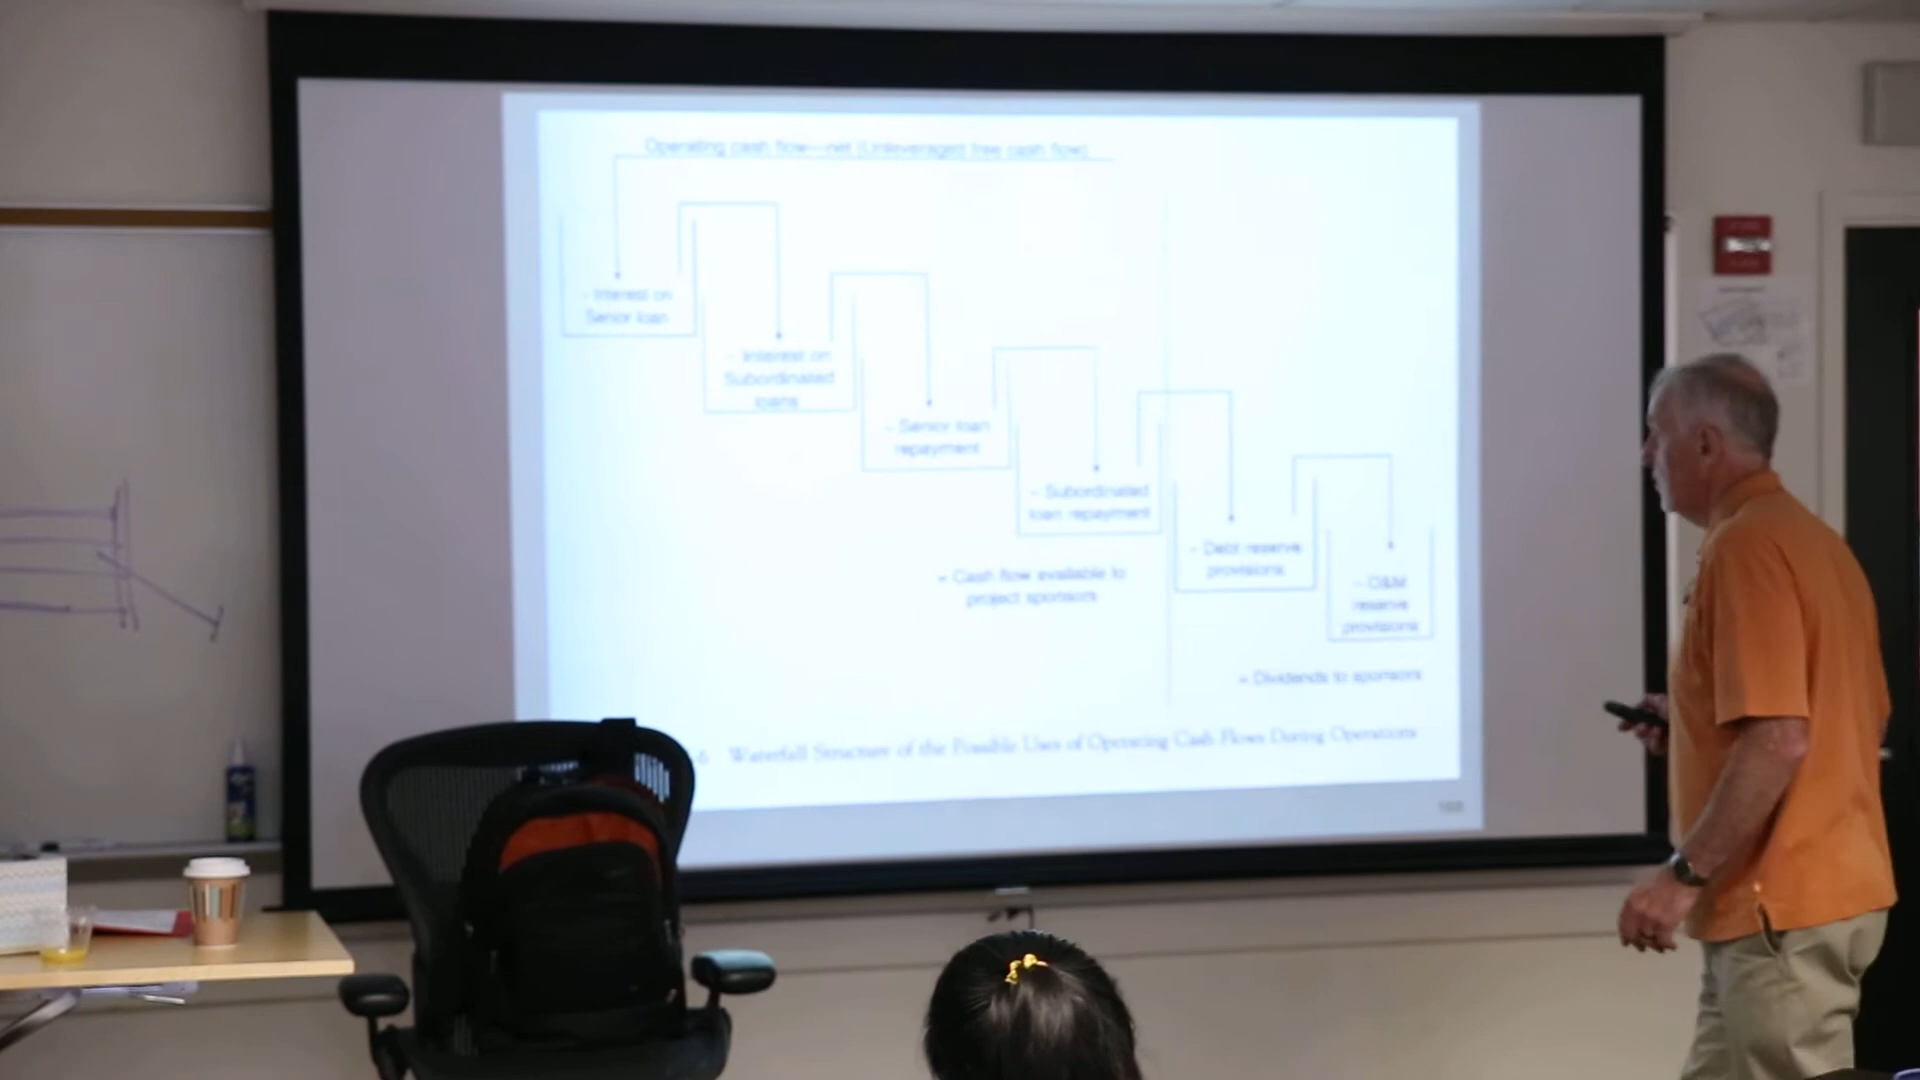 Operating cash flow—net (Unleveraged free cash flow)
- Interest on
Senior loan
- Interest on
Subordinated
loans
- Senior loan
repayment
- Subordinated
loan repayment
- Debt reserve
provisions
- O&M
reserve
provisions
= Cash flow available to
project sponsors
= Dividends to sponsors
6 Waterfall Structure of the Possible Uses of Operating Cash Flows During Operations